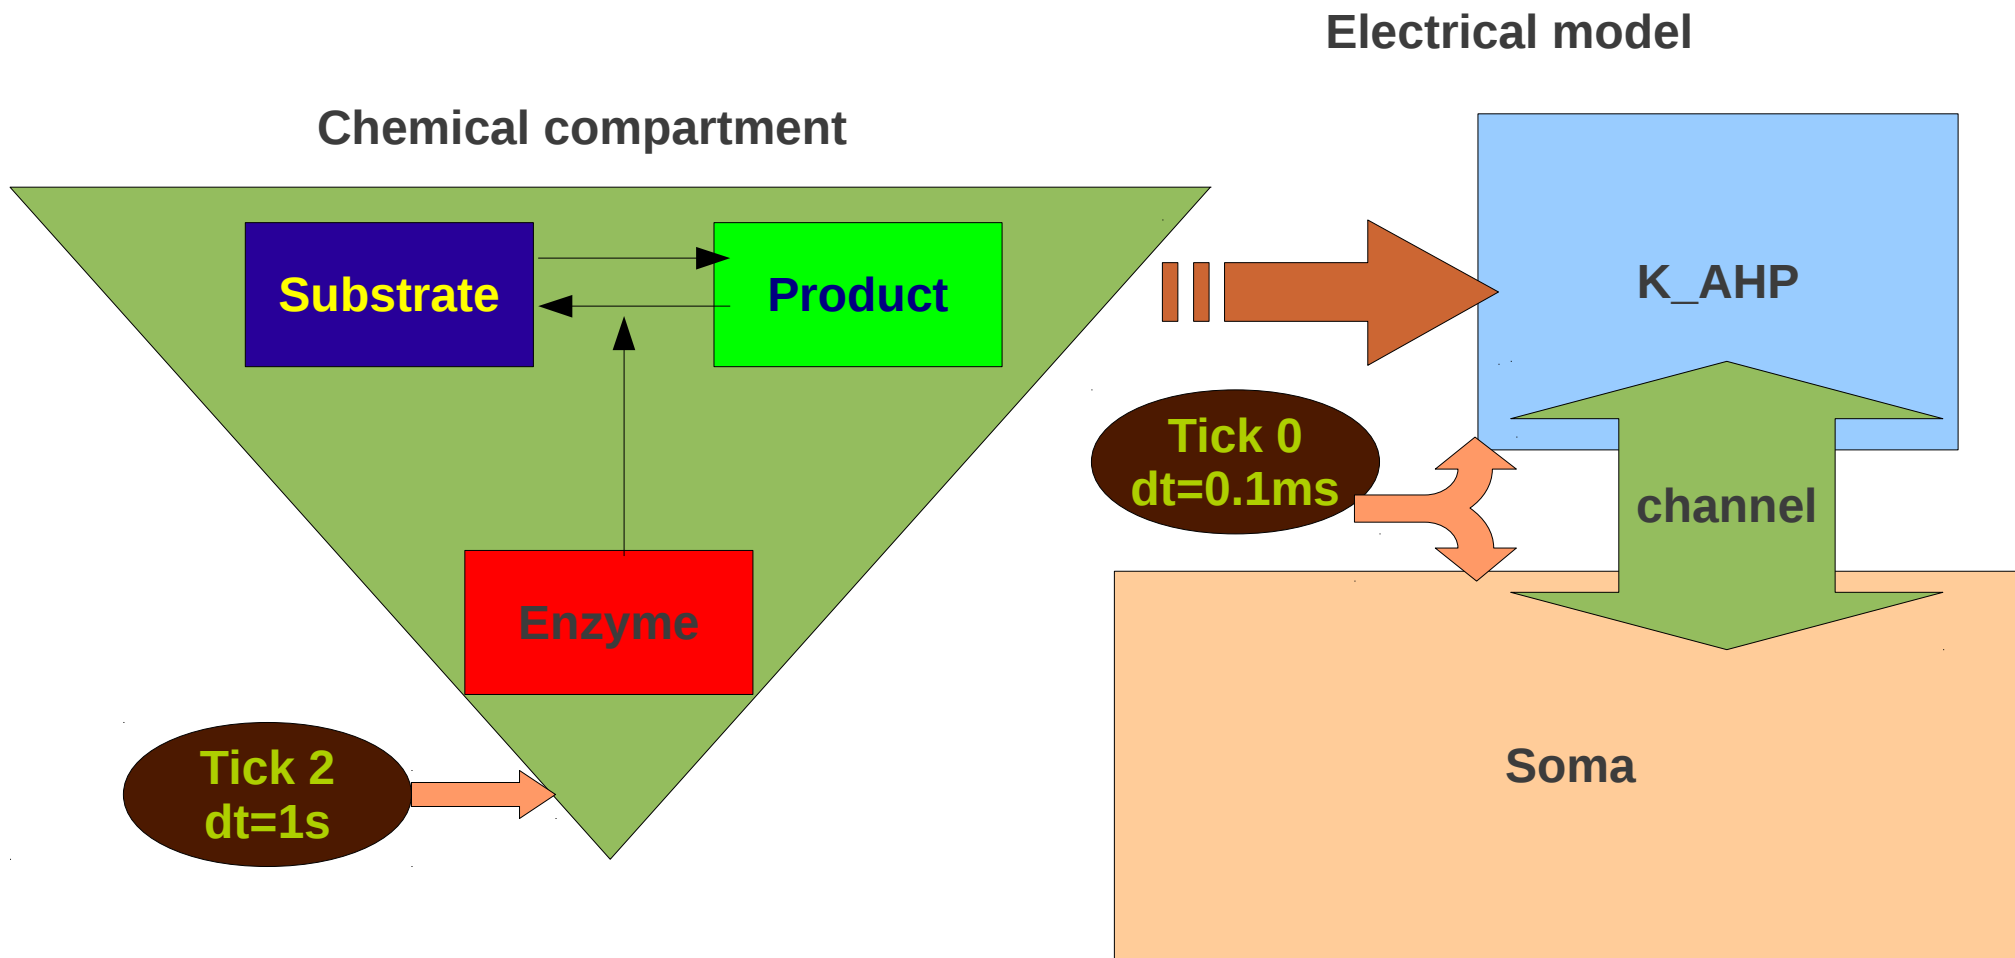 Electrical model
Chemical compartment
Substrate
Product
K_AHP
Tick 0
dt=0.1ms
channel
Enzyme
Tick 2
dt=1s
Soma